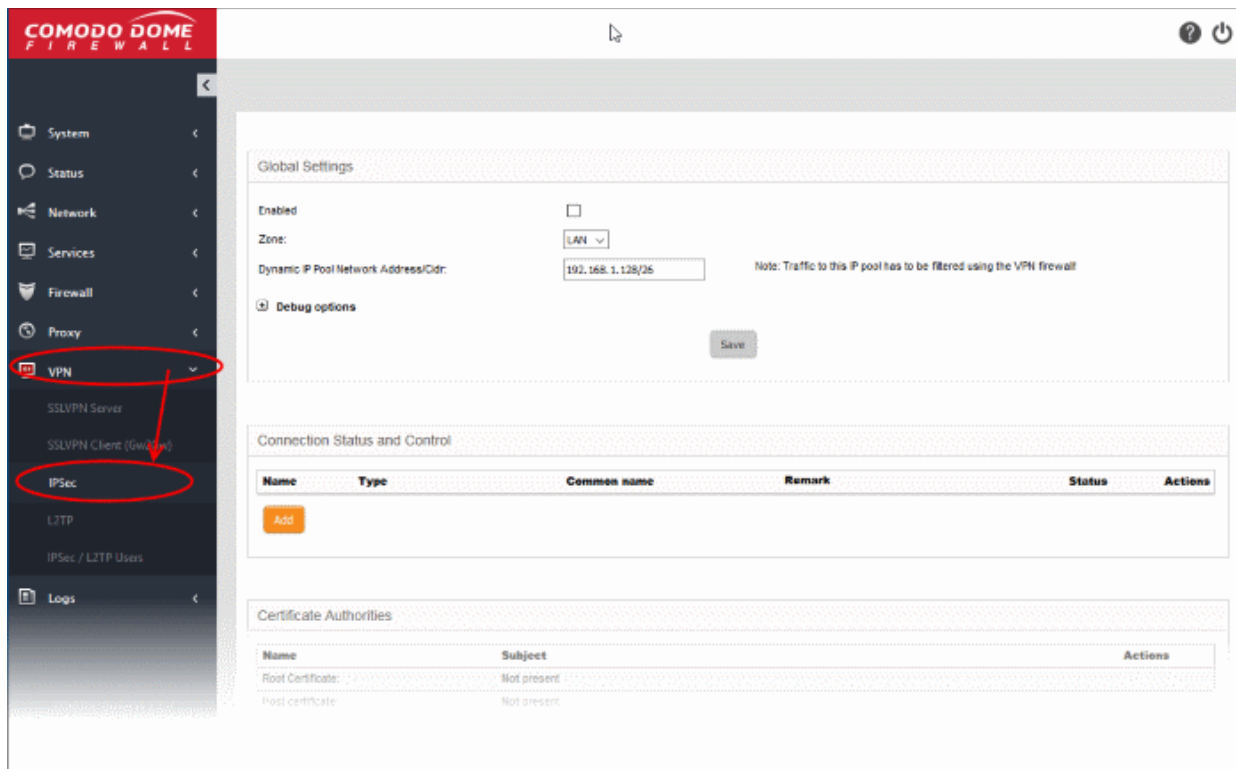 COMODO DOME
FIREWALL
System
Status
Network
Services
Firewall
Proxy
VPN
SSLVPN Server
SSLVPN Client (Gw2Gw)
IPSec
L2TP
IPSec / L2TP Users
Logs
Global Settings
Enabled
Zone: LAN
Dynamic IP Pool Network Address/Cidr: 192.168.1.128/26 Note: Traffic to this IP pool has to be filtered using the VPN firewall!
Debug options
Save
Connection Status and Control
Name Type Common name Remark Status Actions
Add
Certificate Authorities
Name Subject Actions
Root Certificate: Not present
Host certificate: Not present